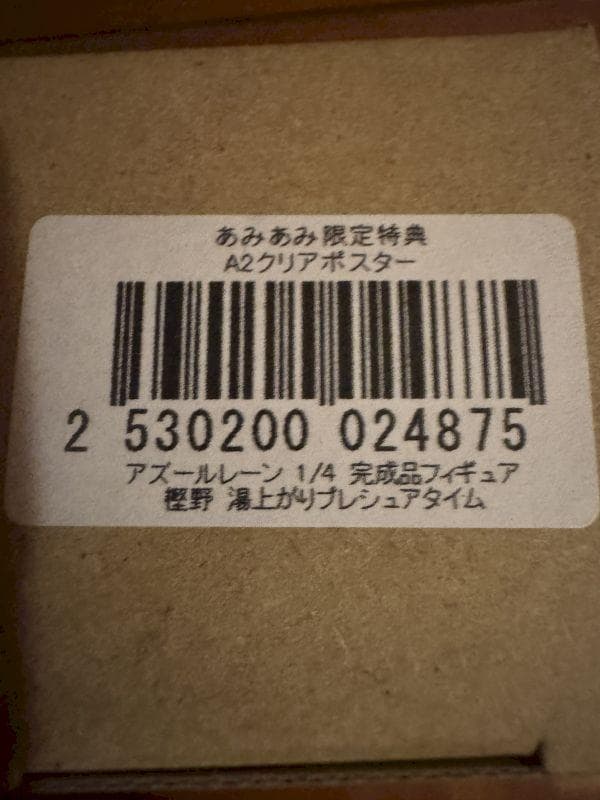 あみあみ限定特典
A2クリアポスター
2 530200 024875
アズールレーン 1/4 完成品フィギュア
樫野 湯上がりプレシュアタイム